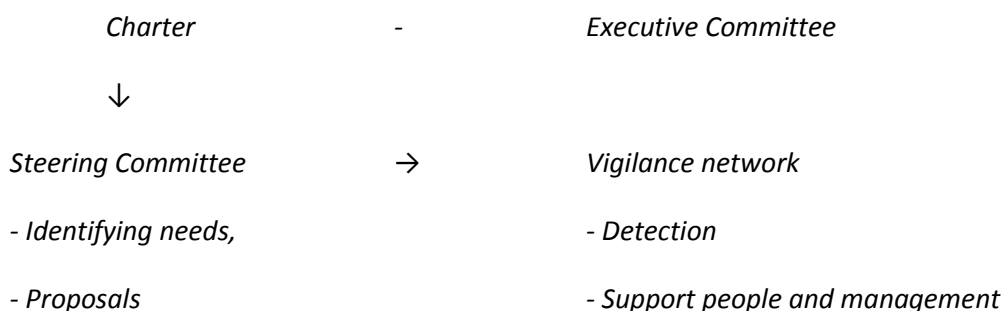 Charter - Executive Committee
↓
Steering Committee → Vigilance network
- Identifying needs, - Detection
- Proposals - Support people and management